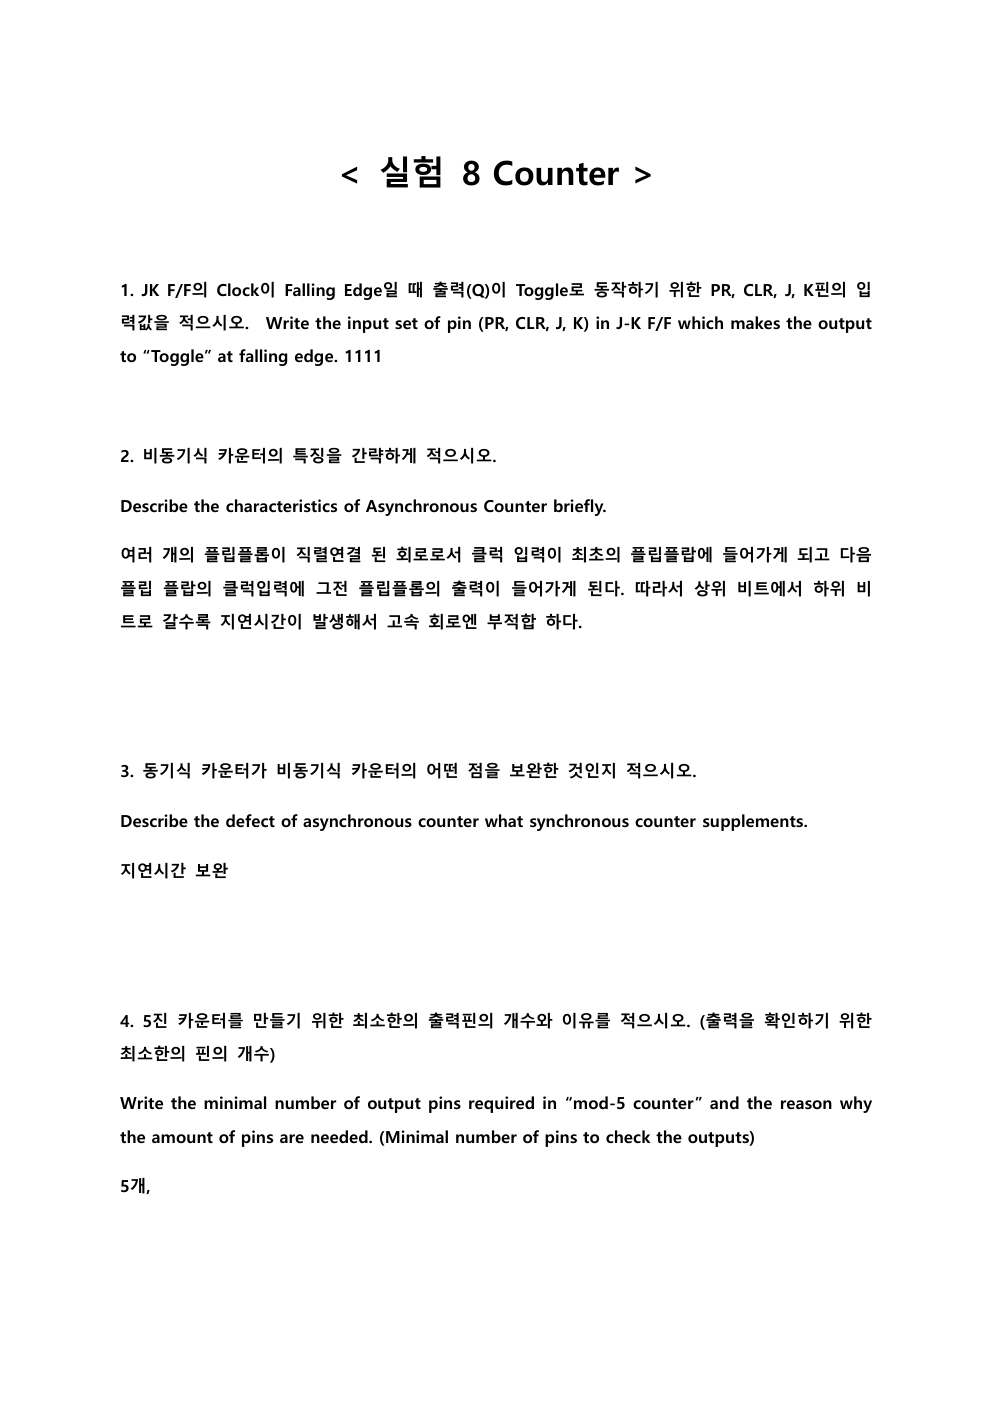 < 실험 8 Counter >
1. JK F/F의 Clock이 Falling Edge일 때 출력(Q)이 Toggle로 동작하기 위한 PR, CLR, J, K핀의 입
력값을 적으시오. Write the input set of pin (PR, CLR, J, K) in J-K F/F which makes the output
to “Toggle” at falling edge. 1111
2. 비동기식 카운터의 특징을 간략하게 적으시오.
Describe the characteristics of Asynchronous Counter briefly.
여러 개의 플립플롭이 직렬연결 된 회로로서 클럭 입력이 최초의 플립플랍에 들어가게 되고 다음
플립 플랍의 클럭입력에 그전 플립플롭의 출력이 들어가게 된다. 따라서 상위 비트에서 하위 비
트로 갈수록 지연시간이 발생해서 고속 회로엔 부적합 하다.
3. 동기식 카운터가 비동기식 카운터의 어떤 점을 보완한 것인지 적으시오.
Describe the defect of asynchronous counter what synchronous counter supplements.
지연시간 보완
4. 5진 카운터를 만들기 위한 최소한의 출력핀의 개수와 이유를 적으시오. (출력을 확인하기 위한
최소한의 핀의 개수)
Write the minimal number of output pins required in “mod-5 counter” and the reason why
the amount of pins are needed. (Minimal number of pins to check the outputs)
5개,